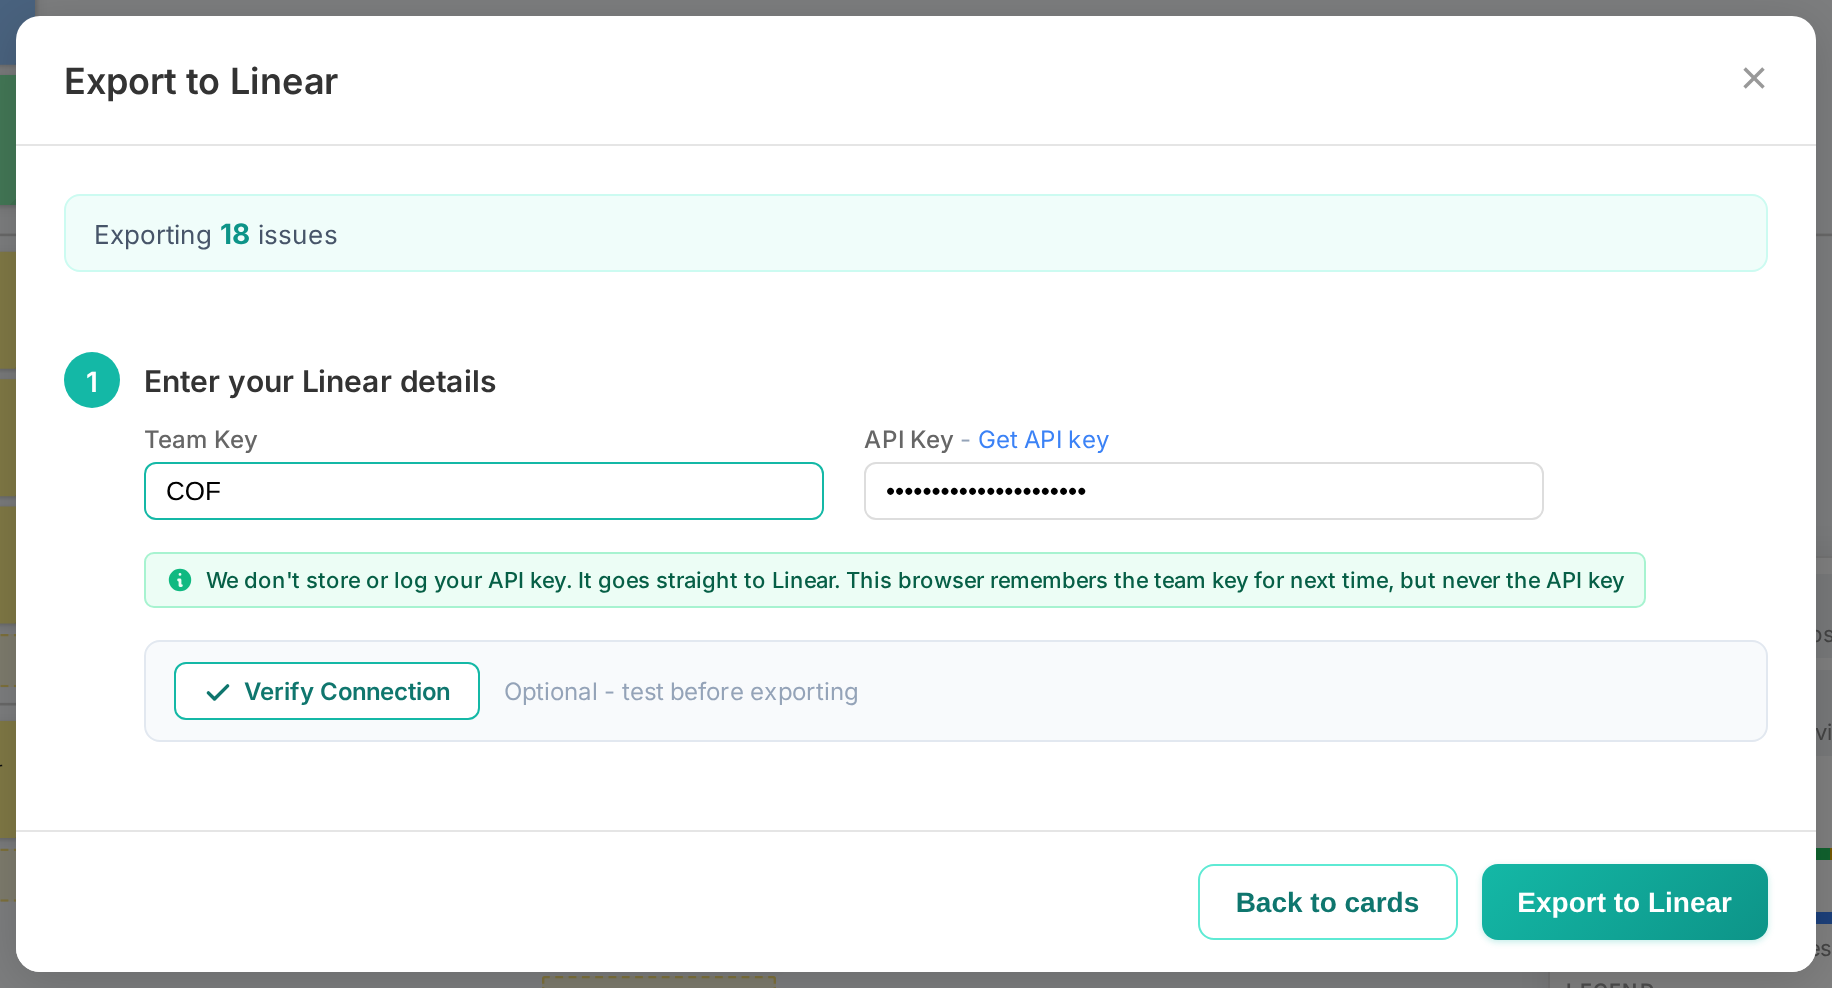 Export to Linear
Exporting 18 issues
1
Enter your Linear details
Team Key
API Key - Get API key
COF
••••••••••••••••••••••
We don't store or log your API key. It goes straight to Linear. This browser remembers the team key for next time, but never the API key
Verify Connection
Optional - test before exporting
Back to cards
Export to Linear